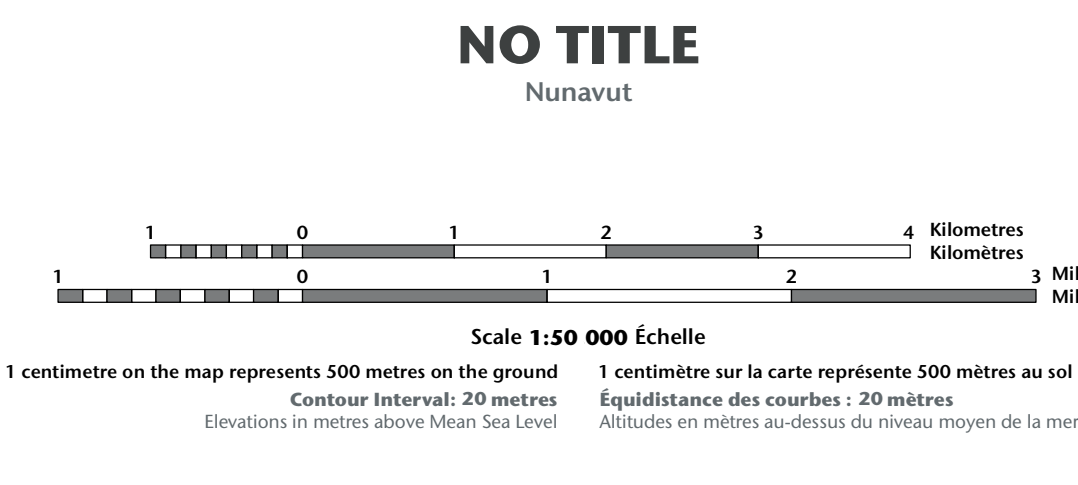 NO TITLE
Nunavut
1 0 1 2 3 4 Kilometres
Kilomètres
1 0 1 2 3 Mil
Mil
Scale 1:50 000 Échelle
1 centimetre on the map represents 500 metres on the ground
1 centimètre sur la carte représente 500 mètres au sol
Contour Interval: 20 metres
Équidistance des courbes : 20 mètres
Elevations in metres above Mean Sea Level
Altitudes en mètres au-dessus du niveau moyen de la mer